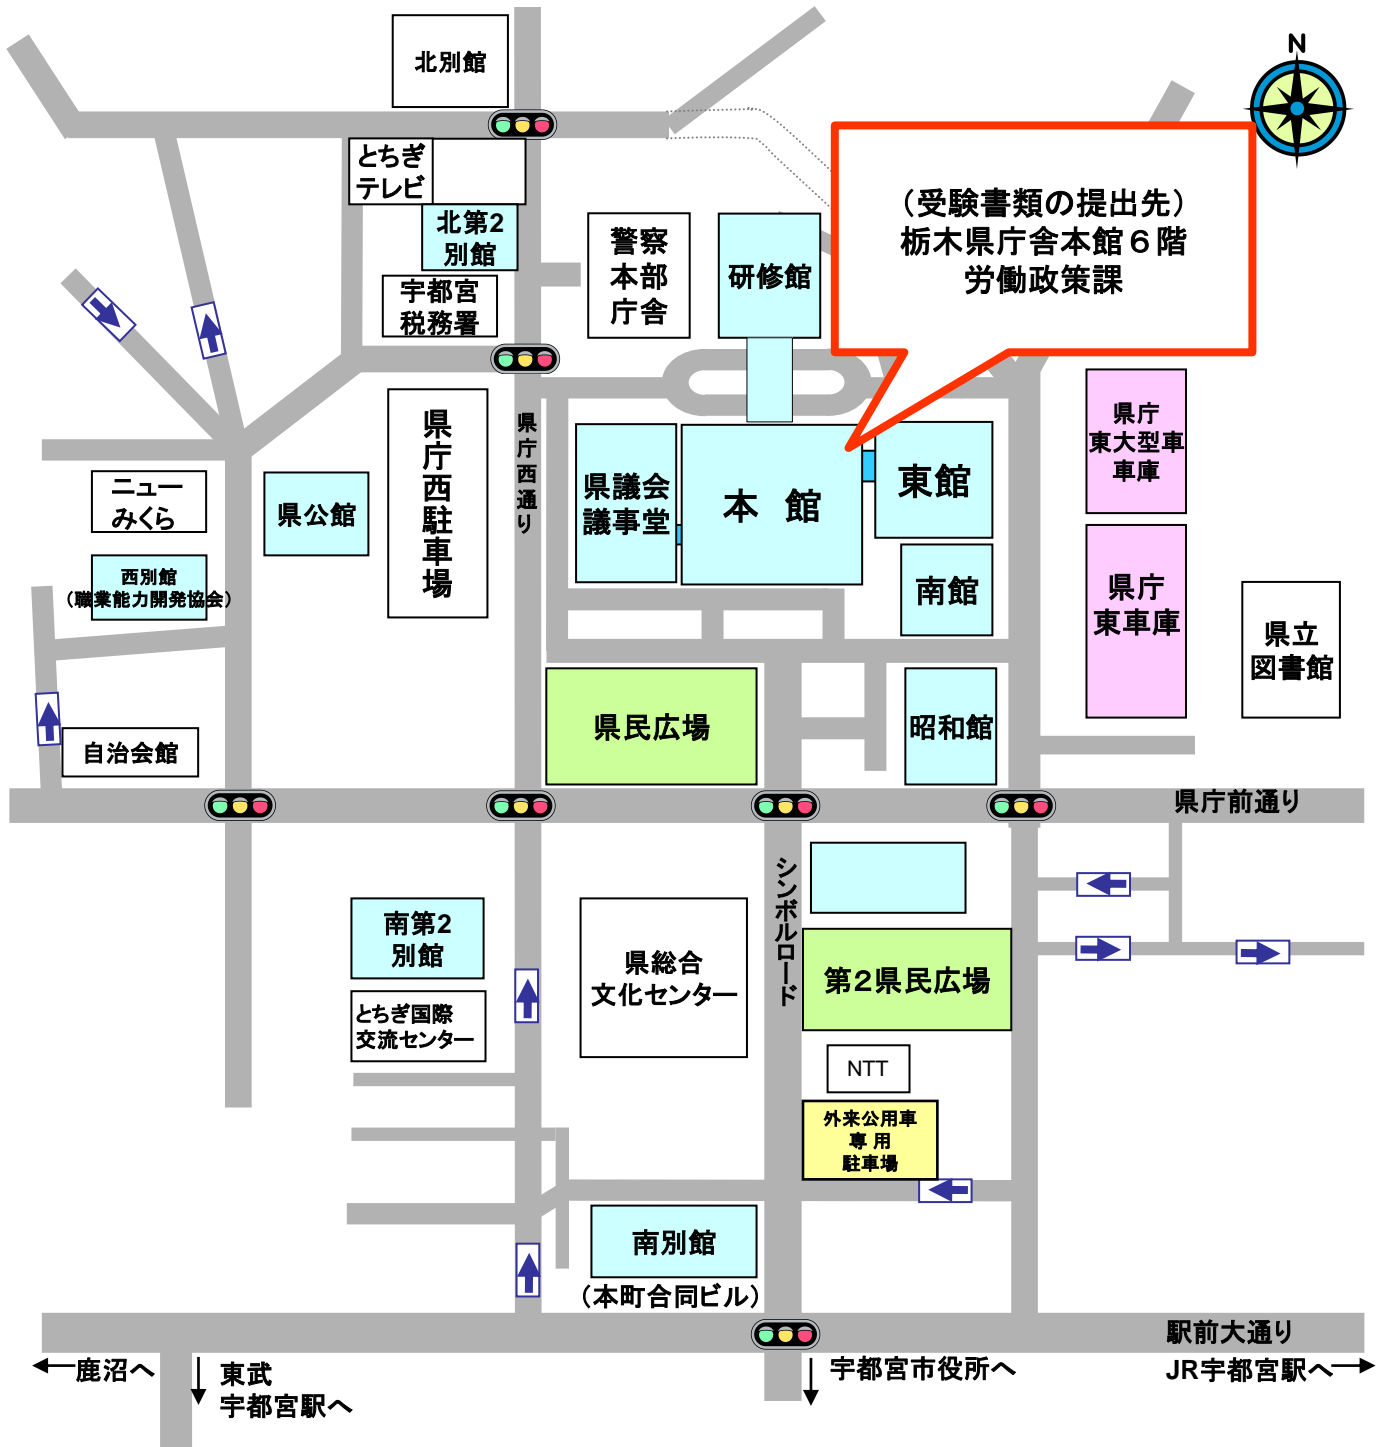 N
北別館
とちぎ
テレビ
北第2
別館
宇都宮
税務署
警察
本部
庁舎
研修館
（受験書類の提出先）
栃木県庁舎本館６階
労働政策課
県庁西駐車場
県庁西通り
県議会
議事堂
本　館
東館
南館
県庁
東大型車
車庫
県庁
東車庫
県立
図書館
ニュー
みくら
県公館
西別館
（職業能力開発協会）
自治会館
県民広場
昭和館
県庁前通り
シンボルロード
南第2
別館
とちぎ国際
交流センター
県総合
文化センター
第２県民広場
NTT
外来公用車
専 用
駐車場
南別館
（本町合同ビル）
駅前大通り
鹿沼へ
東武
宇都宮駅へ
宇都宮市役所へ
JR宇都宮駅へ